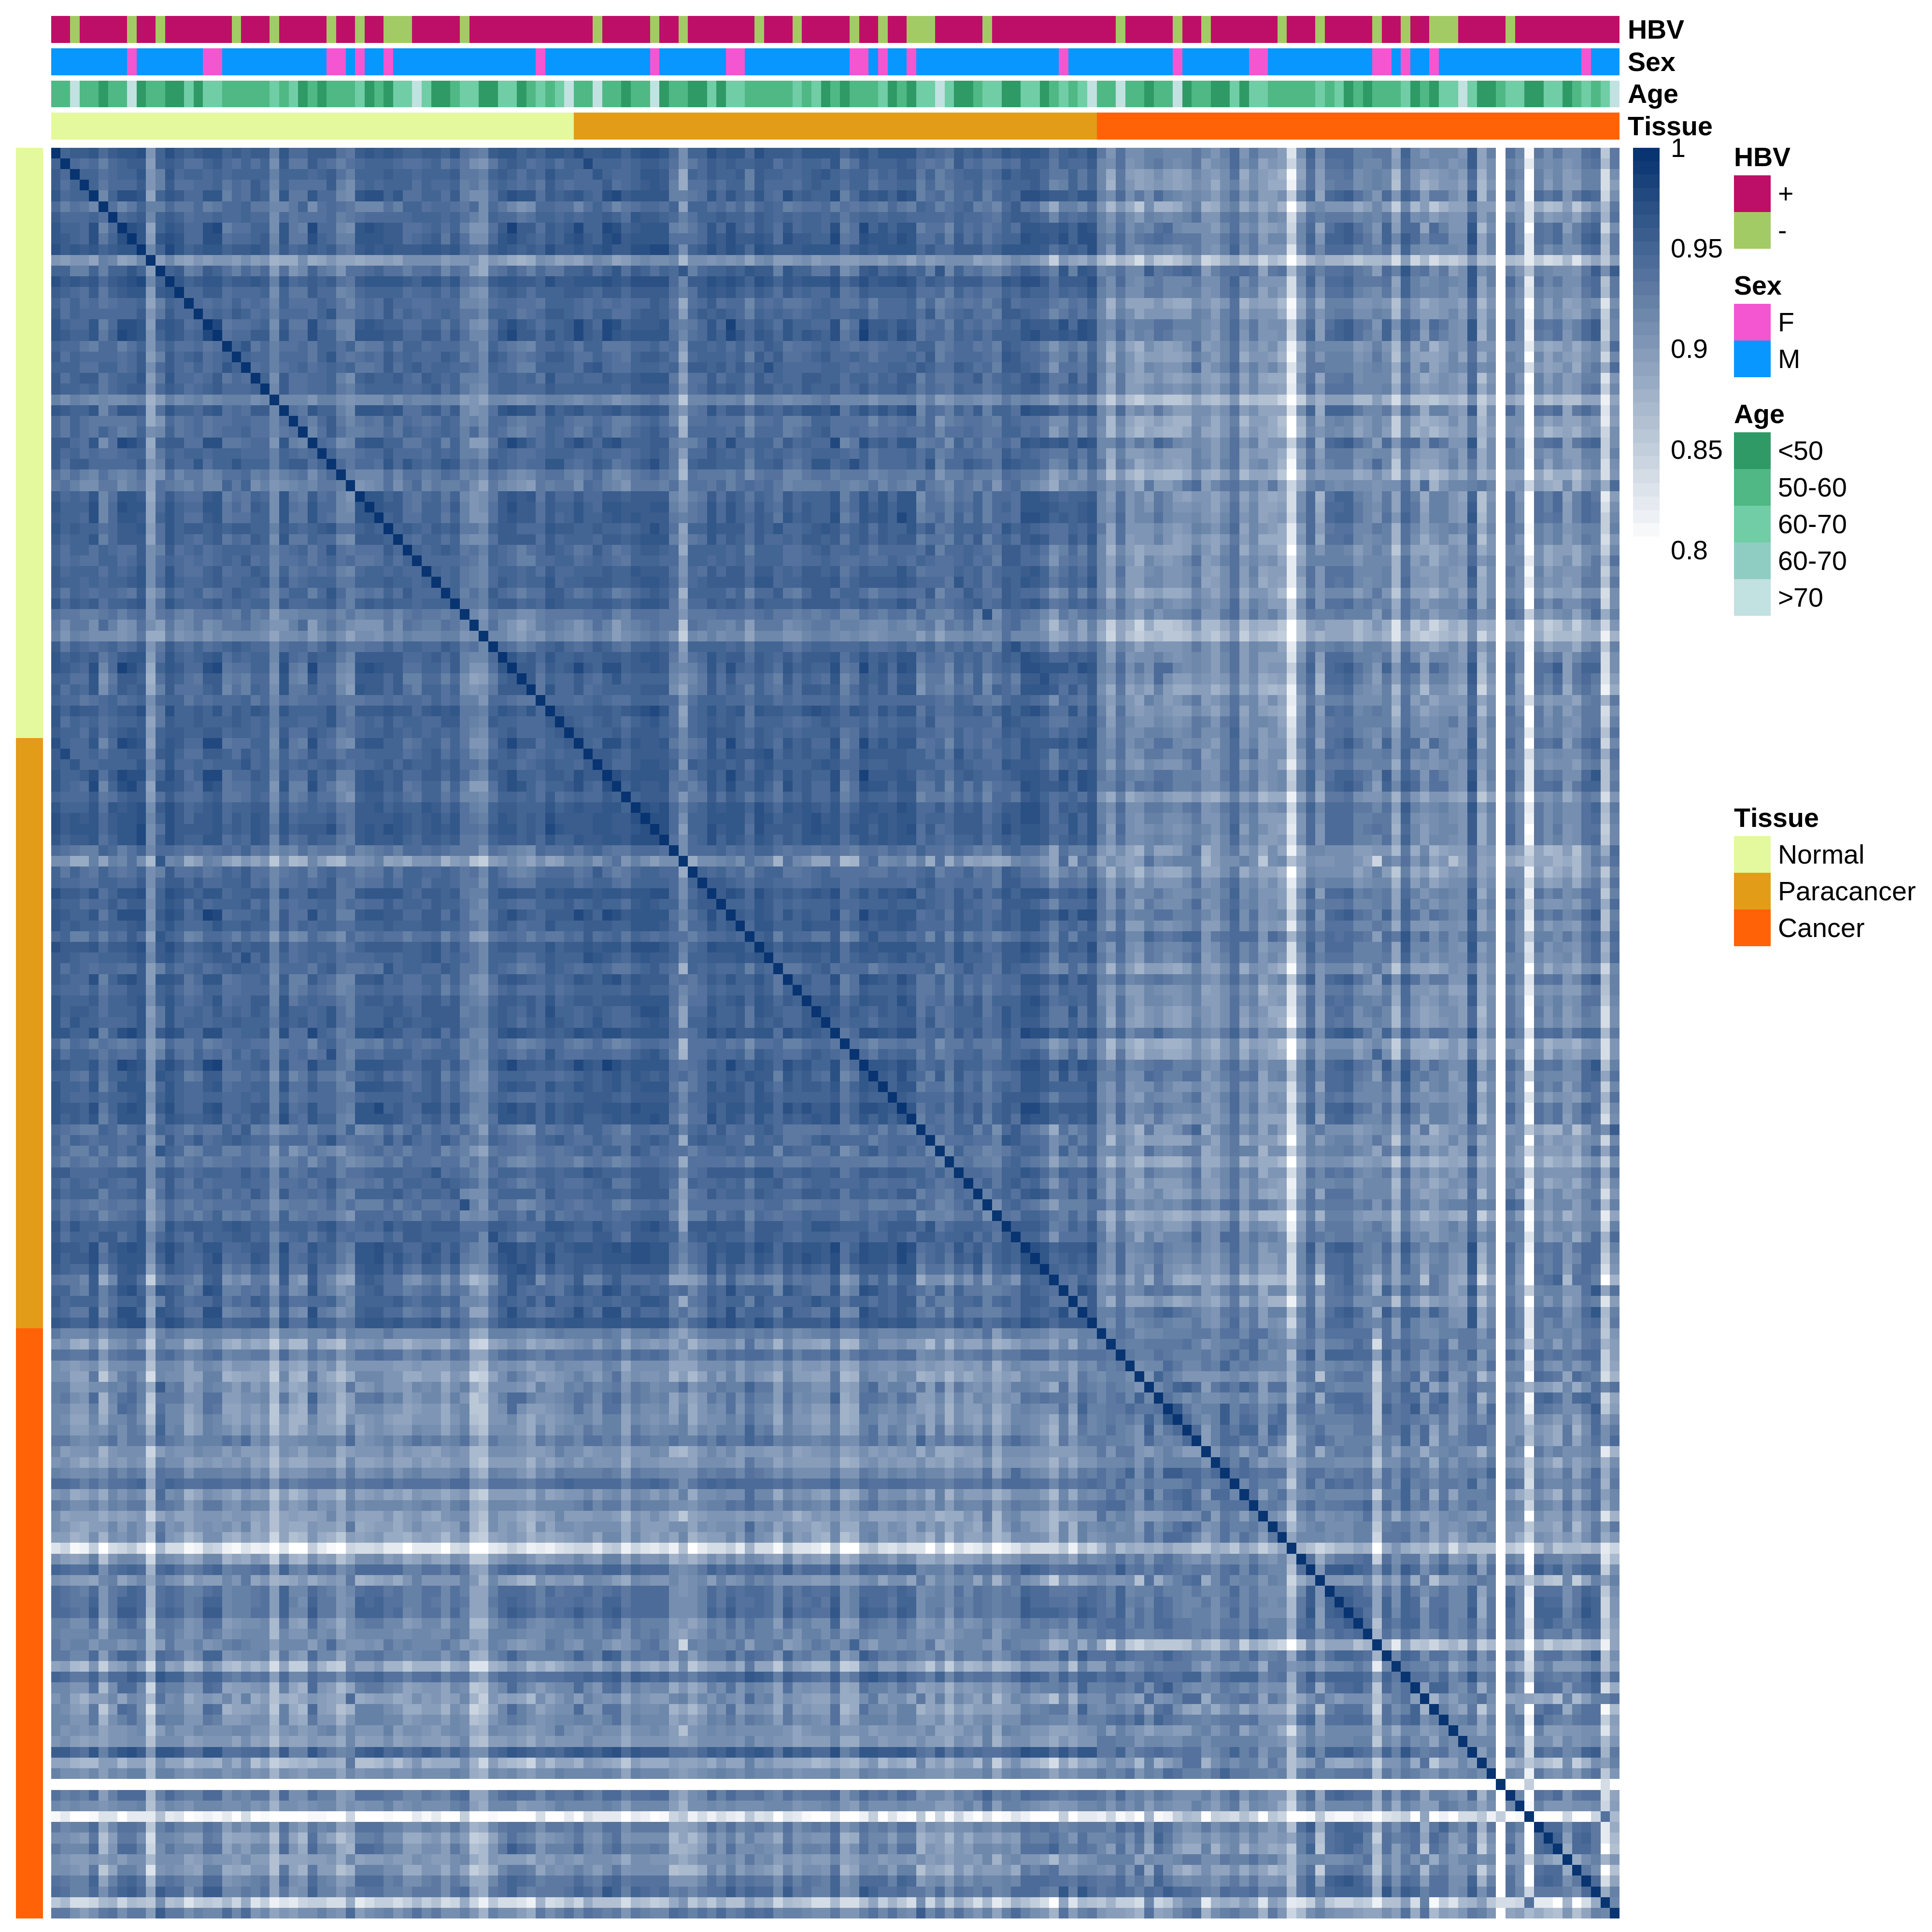 HBV
Sex
Age
Tissue
1
0.95
0.9
0.85
0.8
HBV
+
-
Sex
F
M
Age
<50
50-60
60-70
60-70
>70
Tissue
Normal
Paracancer
Cancer